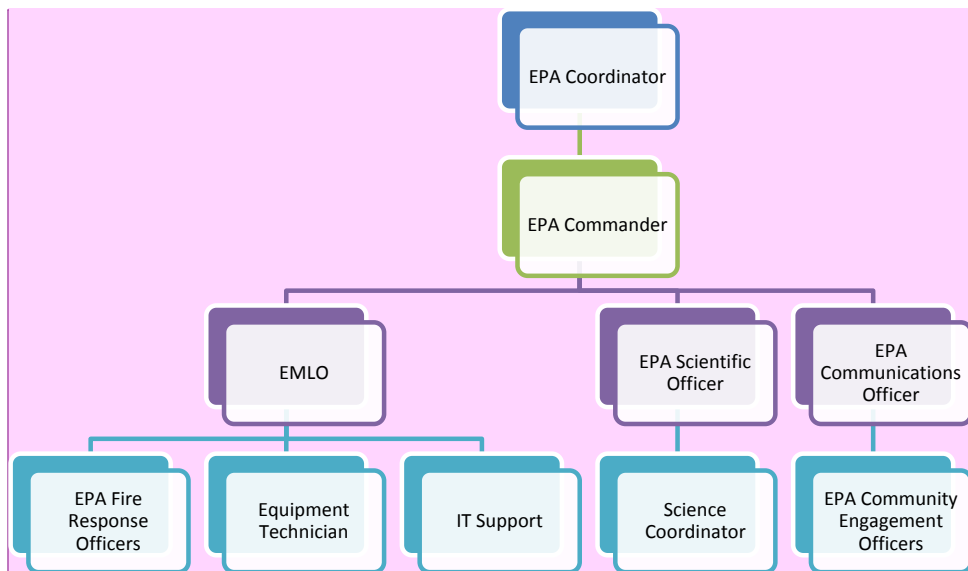 EPA Coordinator
EPA Commander
EMLO
EPA Scientific
Officer
EPA
Communications
Officer
EPA Fire
Response
Officers
Equipment
Technician
IT Support
Science
Coordinator
EPA Community
Engagement
Officers